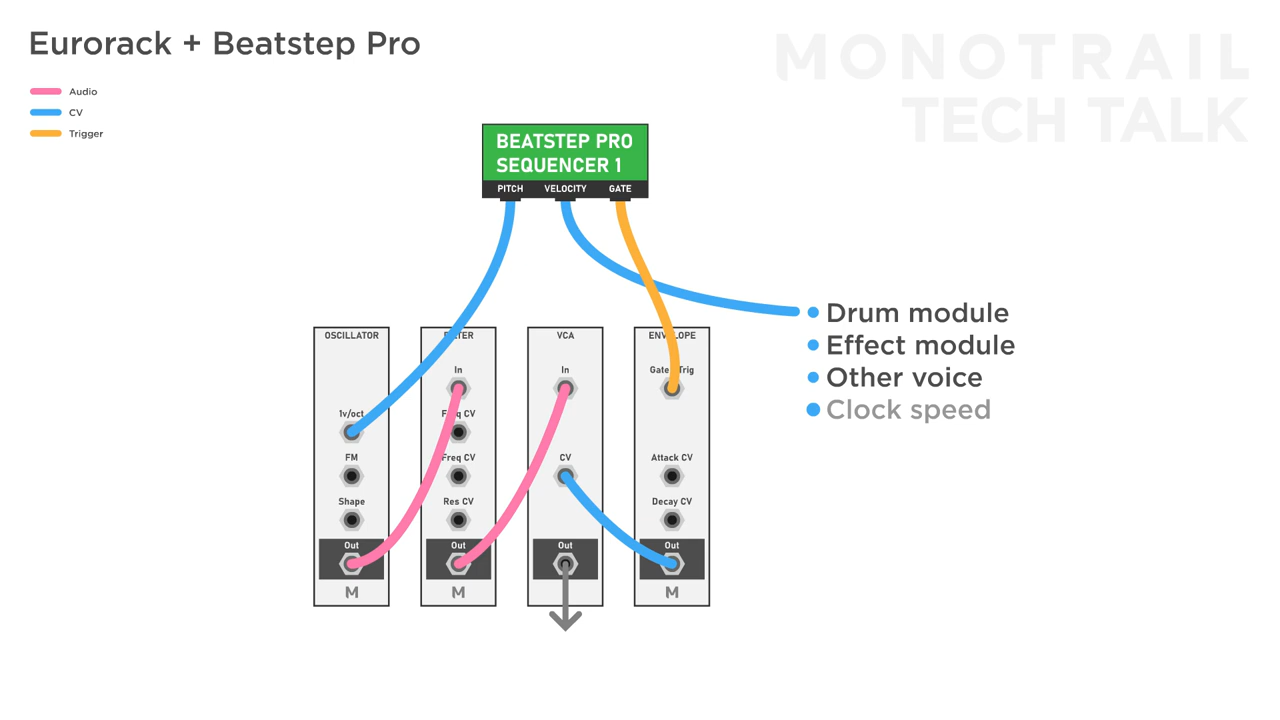 Eurorack + Beatstep Pro
MONOTRAIL
TECH TALK
Audio
CV
Trigger
BEATSTEP PRO
SEQUENCER 1
PITCH VELOCITY GATE
Drum module
Effect module
Other voice
Clock speed
OSCILLATOR
1v/oct
FM
Shape
Out
M
In
Freq CV
Res CV
Out
M
VCA
In
CV
Out
In
Attack CV
Decay CV
Out
M